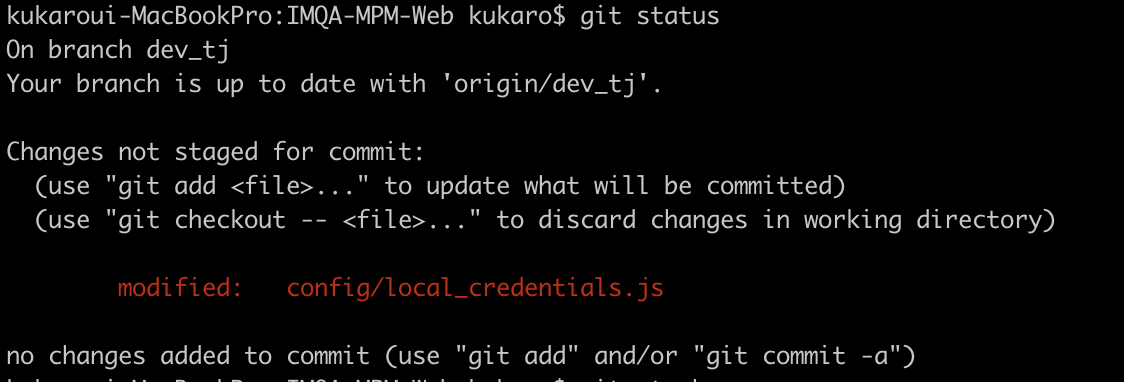 kukaroui-MacBookPro:IMQA-MPM-Web kukaro$ git status
On branch dev_tj
Your branch is up to date with 'origin/dev_tj'.
Changes not staged for commit:
(use "git add <file>..." to update what will be committed)
(use "git checkout -- <file>..." to discard changes in working directory)
modified: config/local_credentials.js
no changes added to commit (use "git add" and/or "git commit -a")